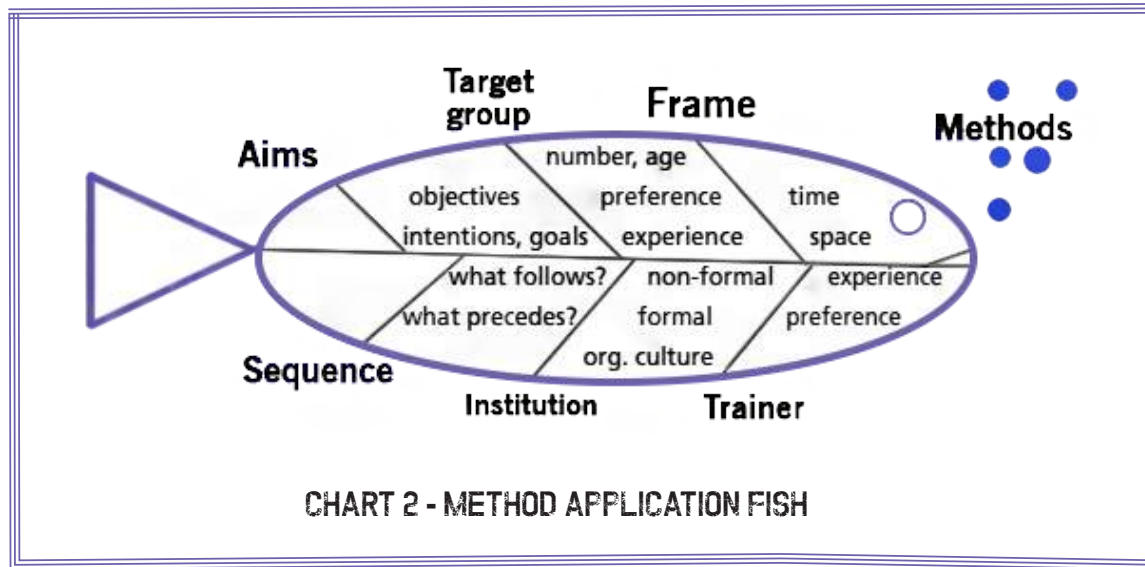 Target
group
Frame
Methods
Aims
number, age
objectives
preference
time
intentions, goals
experience
space
what follows?
non-formal
experience
what precedes?
formal
preference
org. culture
Sequence
Institution
Trainer
CHART 2 - METHOD APPLICATION FISH